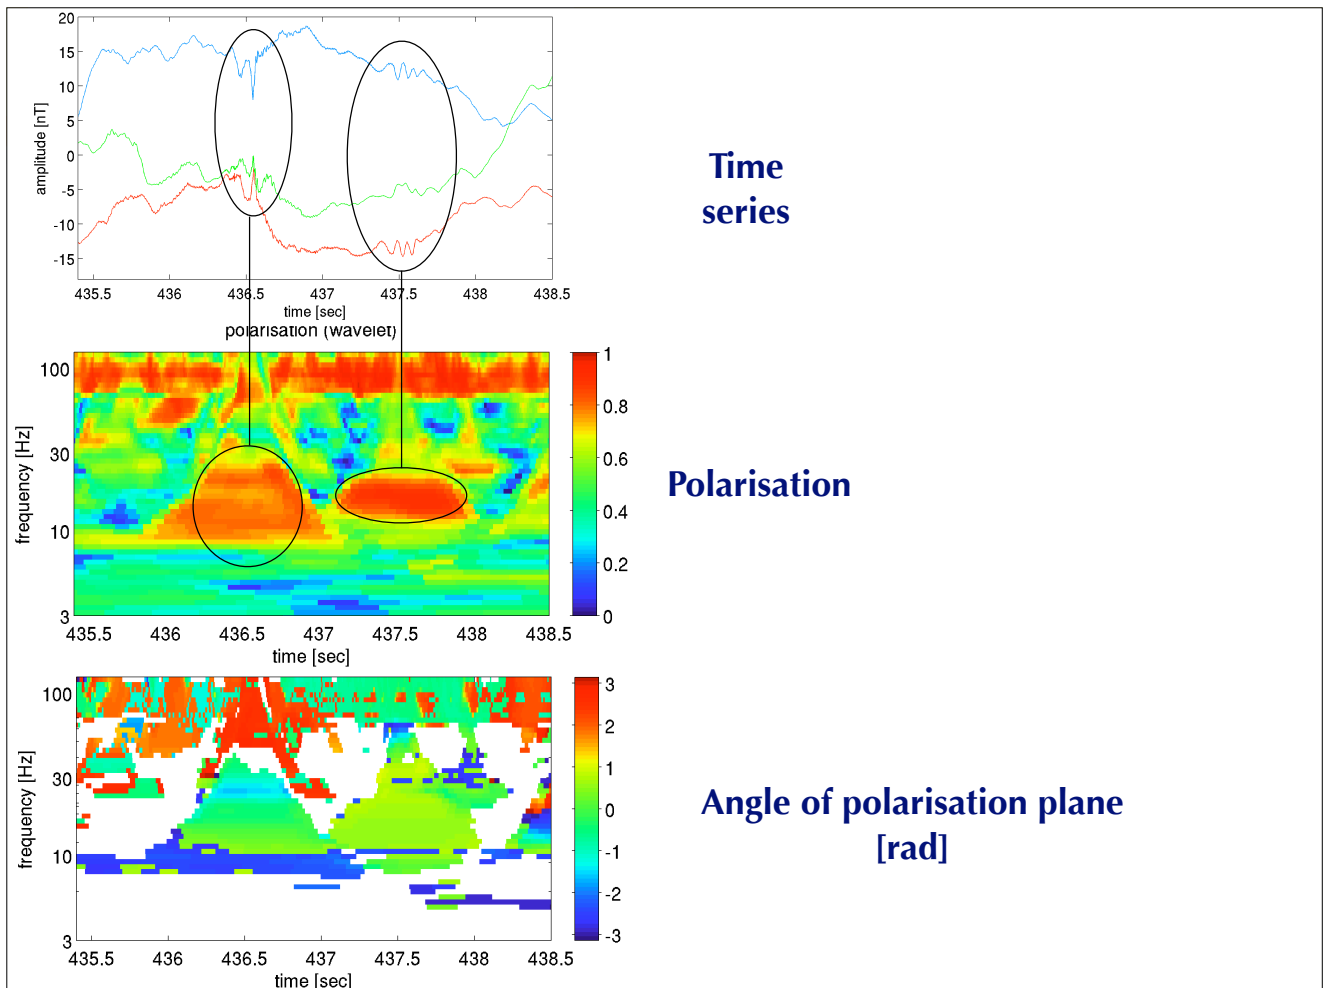 20
15
10
5
0
-5
-10
-15
amplitude [nT]
435.5 436 436.5 437 437.5 438 438.5
time [sec]
Time
series
polarisation (wavelet)
100
30
10
3
frequency [Hz]
1
0.8
0.6
0.4
0.2
0
435.5 436 436.5 437 437.5 438 438.5
time [sec]
Polarisation
100
30
10
3
frequency [Hz]
3
2
1
0
-1
-2
-3
435.5 436 436.5 437 437.5 438 438.5
time [sec]
Angle of polarisation plane
[rad]